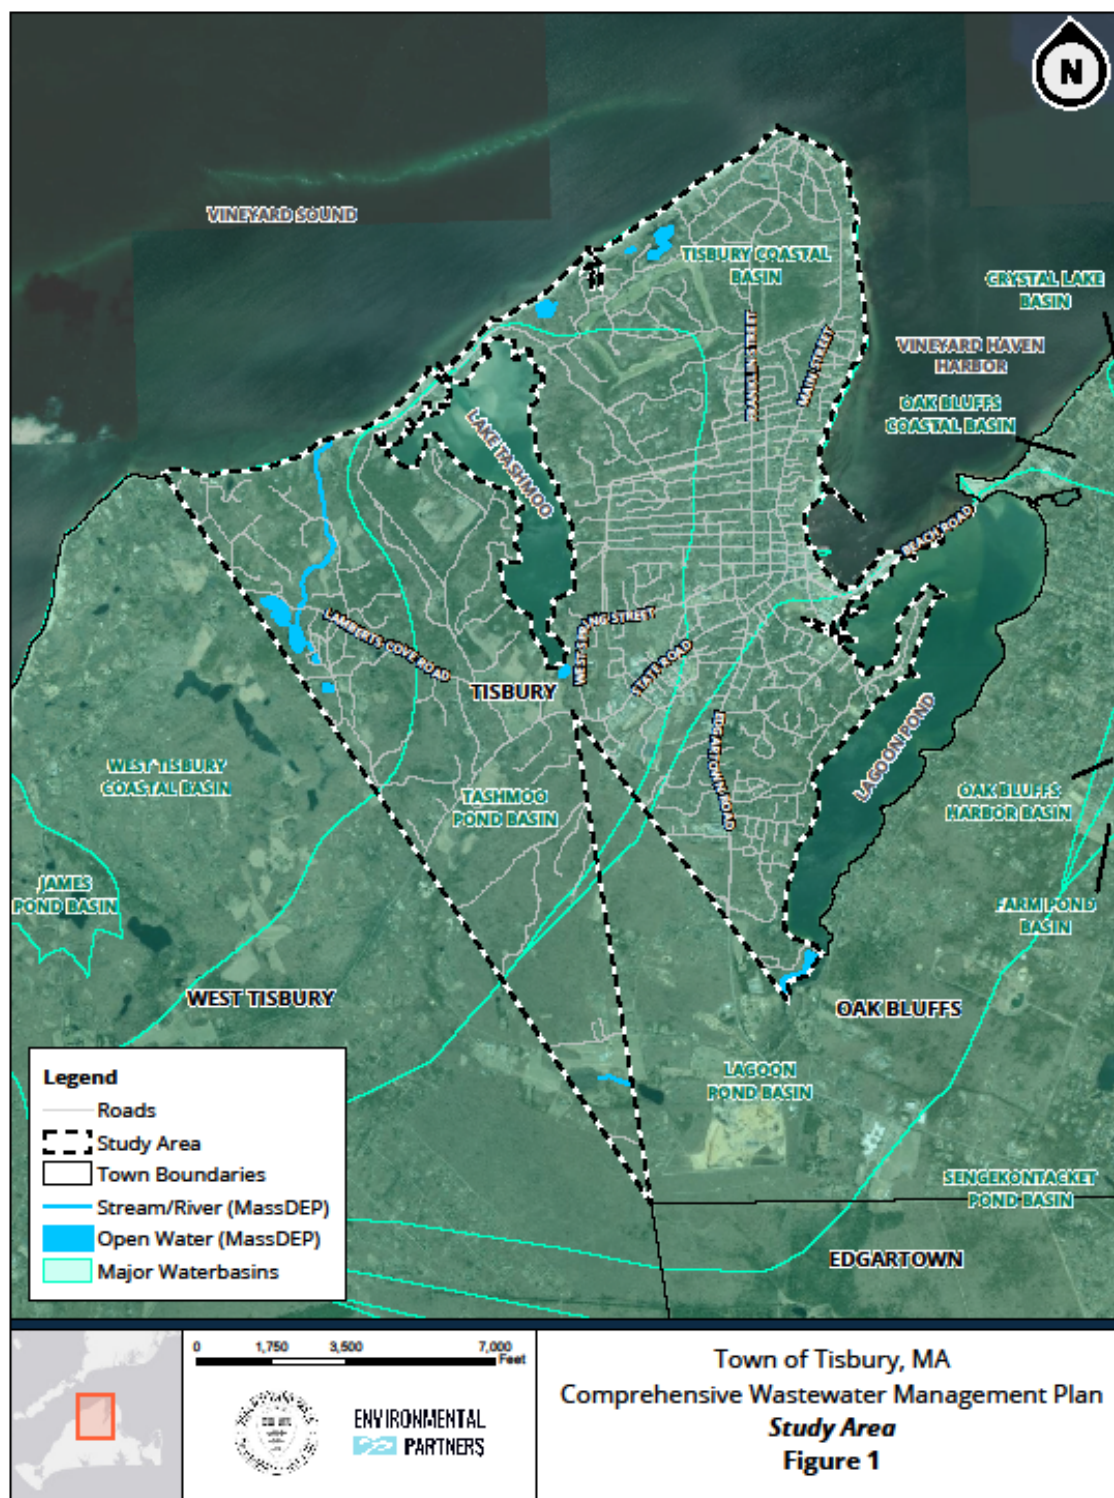 N
VINEYARD SOUND
TISBURY COASTAL
BASIN
CRYSTAL LAKE
BASIN
VINEYARD HAVEN
HARBOR
FRANKLIN STREET
MAIN STREET
OAK BLUFFS
COASTAL BASIN
LAKE TASHMOO
BEACH ROAD
LAMBERTS COVE ROAD
WEST SPRING STREET
STATE ROAD
TISBURY
EDGARTOWN ROAD
LAGOON POND
WEST TISBURY
COASTAL BASIN
TASHMOO
POND BASIN
OAK BLUFFS
HARBOR BASIN
JAMES
POND BASIN
FARM POND
BASIN
WEST TISBURY
OAK BLUFFS
LAGOON
POND BASIN
SENGEKONTACKET
POND BASIN
EDGARTOWN
Legend
Roads
Study Area
Town Boundaries
Stream/River (MassDEP)
Open Water (MassDEP)
Major Waterbasins
0 1,750 3,500 7,000
Feet
ENVIRONMENTAL
PARTNERS
Town of Tisbury, MA
Comprehensive Wastewater Management Plan
Study Area
Figure 1